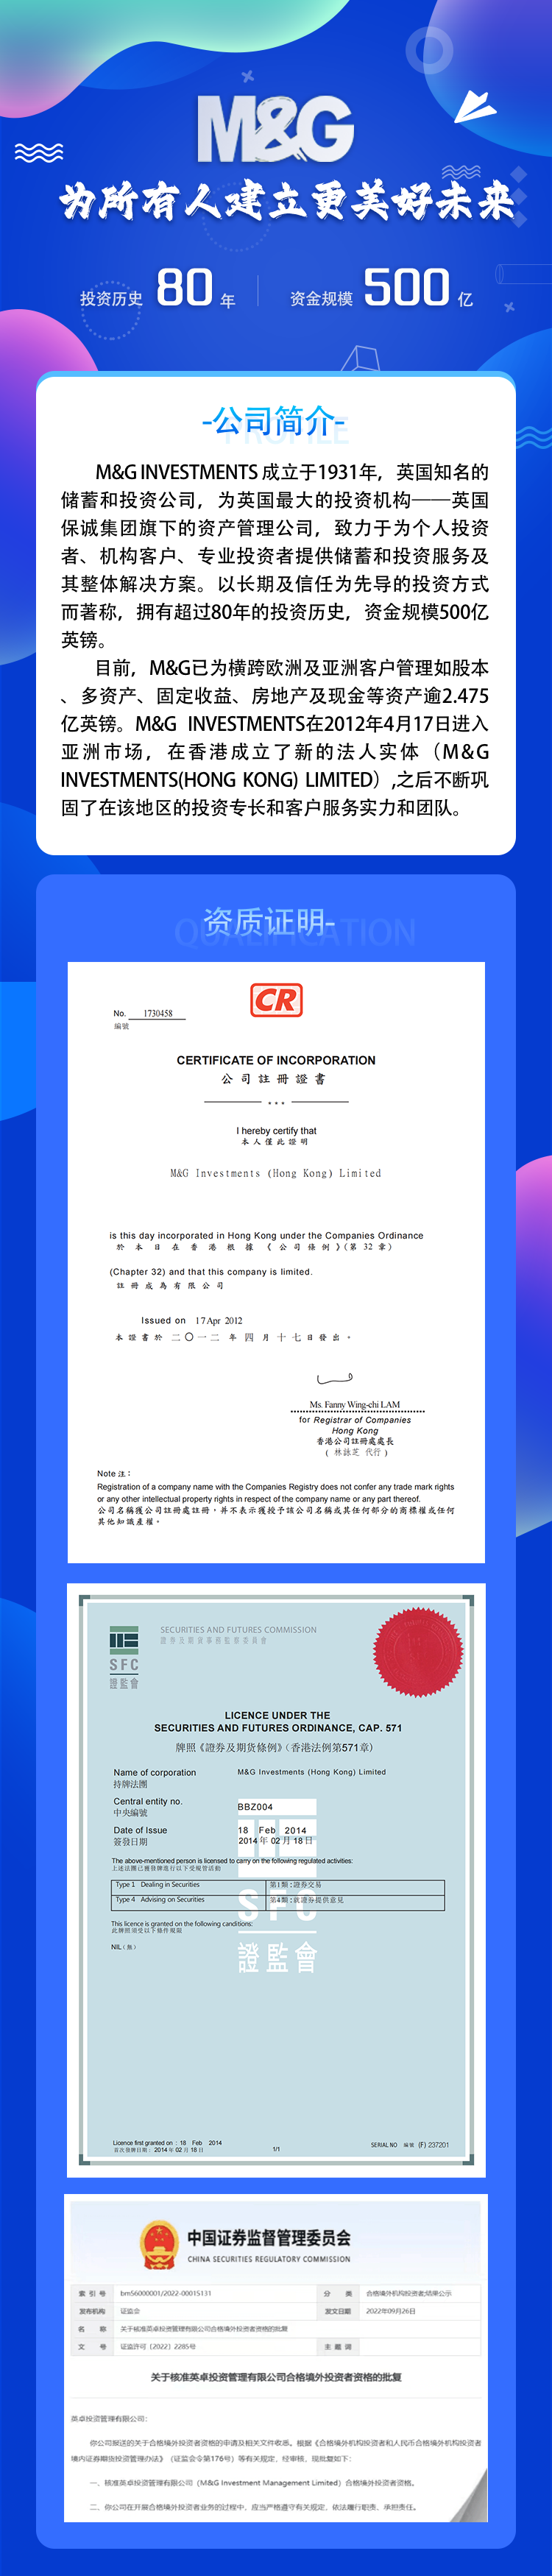 M&G
为所有人建立更美好未来
投资历史 80 年 资金规模 500 亿
-公司简介-
PROFILE
M&G INVESTMENTS 成立于1931年，英国知名的
储蓄和投资公司，为英国最大的投资机构——英国
保诚集团旗下的资产管理公司，致力于为个人投资
者、机构客户、专业投资者提供储蓄和投资服务及
其整体解决方案。以长期及信任为先导的投资方式
而著称，拥有超过80年的投资历史，资金规模500亿
英镑。
目前，M&G已为横跨欧洲及亚洲客户管理如股本
、多资产、固定收益、房地产及现金等资产逾2.475
亿英镑。M&G INVESTMENTS在2012年4月17日进入
亚洲市场，在香港成立了新的法人实体（M&G
INVESTMENTS(HONG KONG) LIMITED）,之后不断巩
固了在该地区的投资专长和客户服务实力和团队。
资质证明-
QUALIFICATION
CR
No. 1730458
編號
CERTIFICATE OF INCORPORATION
公司註冊證書
* * *
I hereby certify that
本人僅此證明
M&G Investments (Hong Kong) Limited
is this day incorporated in Hong Kong under the Companies Ordinance
於本日在香港根據《公司條例》(第 32 章)
(Chapter 32) and that this company is limited.
註冊成為有限公司
Issued on 17 Apr 2012
本證書於二〇一二年四月十七日發出。
Ms. Fanny Wing-chi LAM
for Registrar of Companies
Hong Kong
香港公司註冊處處長
( 林詠芝 代行 )
Note 註：
Registration of a company name with the Companies Registry does not confer any trade mark rights
or any other intellectual property rights in respect of the company name or any part thereof.
公司名稱獲公司註冊處註冊，并不表示獲授予該公司名稱或其任何部分的商標權或任何
其他知識產權。
SECURITIES AND FUTURES COMMISSION
證券及期貨事務監察委員會
SFC
證監會
LICENCE UNDER THE
SECURITIES AND FUTURES ORDINANCE, CAP. 571
牌照《證券及期貨條例》（香港法例第571章）
Name of corporation M&G Investments (Hong Kong) Limited
持牌法團
Central entity no. BBZ004
中央編號
Date of Issue 18 Feb 2014
簽發日期 2014 年 02 月 18 日
The above-mentioned person is licensed to carry on the following regulated activities:
上述法團已獲發牌進行以下受規管活動
Type 1 Dealing in Securities 第1類:證券交易
Type 4 Advising on Securities 第4類:就證券提供意見
This licence is granted on the following canditions:
此牌照須受以下條件規限
NIL（無）
SFC
證監會
Licence first granted on : 18 Feb 2014
首次發牌日期：2014 年 02 月 18 日
1/1
SERIAL NO 編號 (F) 237201
中国证券监督管理委员会
CHINA SECURITIES REGULATORY COMMISSION
索 引 号 bm56000001/2022-00015131 分 类 合格境外机构投资者;结果公示
发布机构 证监会 发文日期 2022年09月26日
名 称 关于核准英卓投资管理有限公司合格境外投资者资格的批复
文 号 证监许可〔2022〕2285号 主 题 词
关于核准英卓投资管理有限公司合格境外投资者资格的批复
英卓投资管理有限公司：
你公司报送的关于合格境外投资者资格的申请及相关文件收悉。根据《合格境外机构投资者和人民币合格境外机构投资者
境内证券期货投资管理办法》（证监会令第176号）等有关规定，经审核，现批复如下：
一、核准英卓投资管理有限公司（M&G Investment Management Limited）合格境外投资者资格。
二、你公司在开展合格境外投资者业务的过程中，应当严格遵守有关规定，依法履行职责，承担责任。